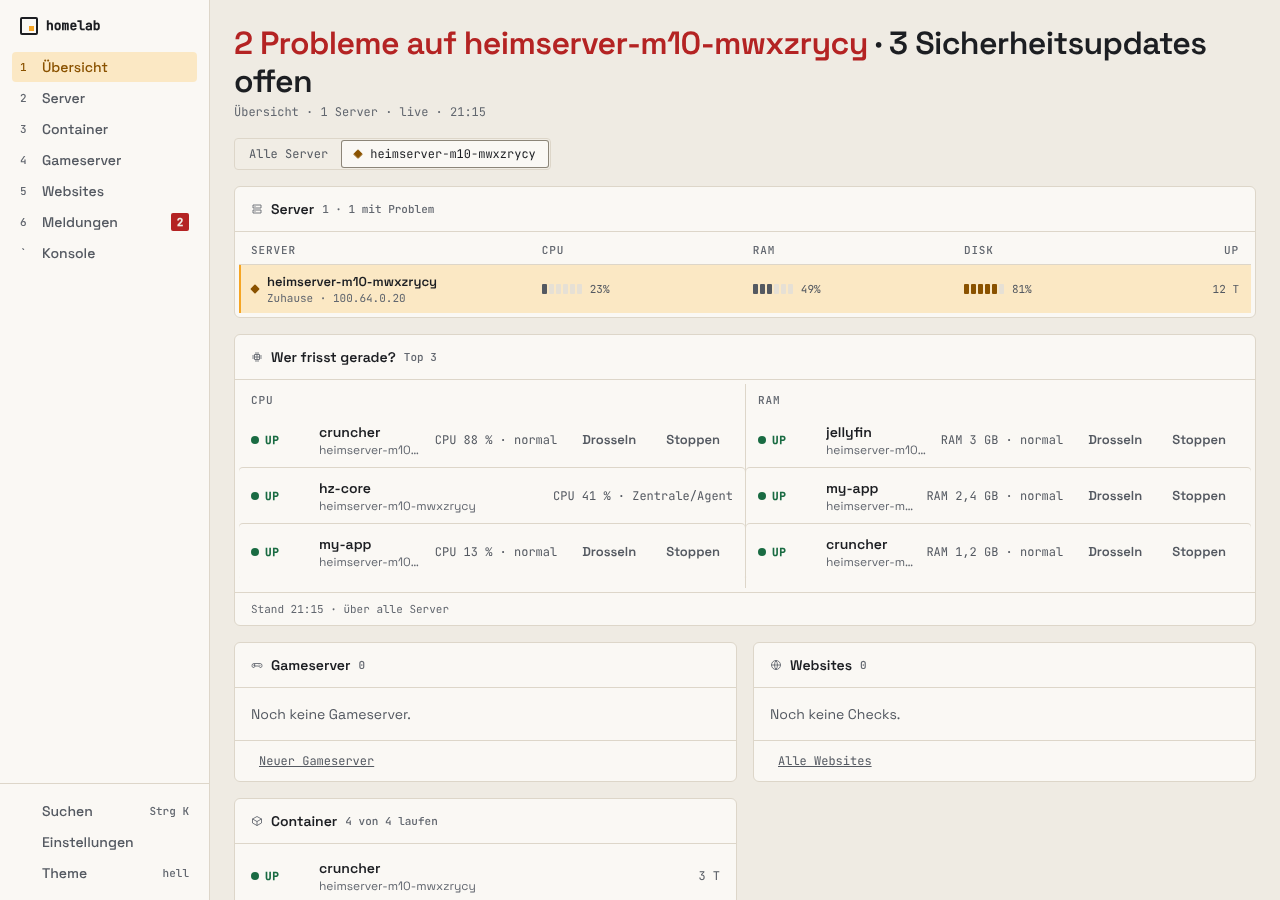 homelab
1 Übersicht
2 Server
3 Container
4 Gameserver
5 Websites
6 Meldungen 2
` Konsole
Suchen Strg K
Einstellungen
Theme hell
2 Probleme auf heimserver-m10-mwxzrycy · 3 Sicherheitsupdates
offen
Übersicht · 1 Server · live · 21:15
Alle Server ◆ heimserver-m10-mwxzrycy
Server 1 · 1 mit Problem
SERVER CPU RAM DISK UP
◆ heimserver-m10-mwxzrycy 23% 49% 81% 12 T
Zuhause · 100.64.0.20
Wer frisst gerade? Top 3
CPU
● UP cruncher CPU 88 % · normal Drosseln Stoppen
heimserver-m10…
● UP hz-core CPU 41 % · Zentrale/Agent
heimserver-m10-mwxzrycy
● UP my-app CPU 13 % · normal Drosseln Stoppen
heimserver-m10…
RAM
● UP jellyfin RAM 3 GB · normal Drosseln Stoppen
heimserver-m10…
● UP my-app RAM 2,4 GB · normal Drosseln Stoppen
heimserver-m…
● UP cruncher RAM 1,2 GB · normal Drosseln Stoppen
heimserver-m…
Stand 21:15 · über alle Server
Gameserver 0
Noch keine Gameserver.
Neuer Gameserver
Websites 0
Noch keine Checks.
Alle Websites
Container 4 von 4 laufen
● UP cruncher 3 T
heimserver-m10-mwxzrycy